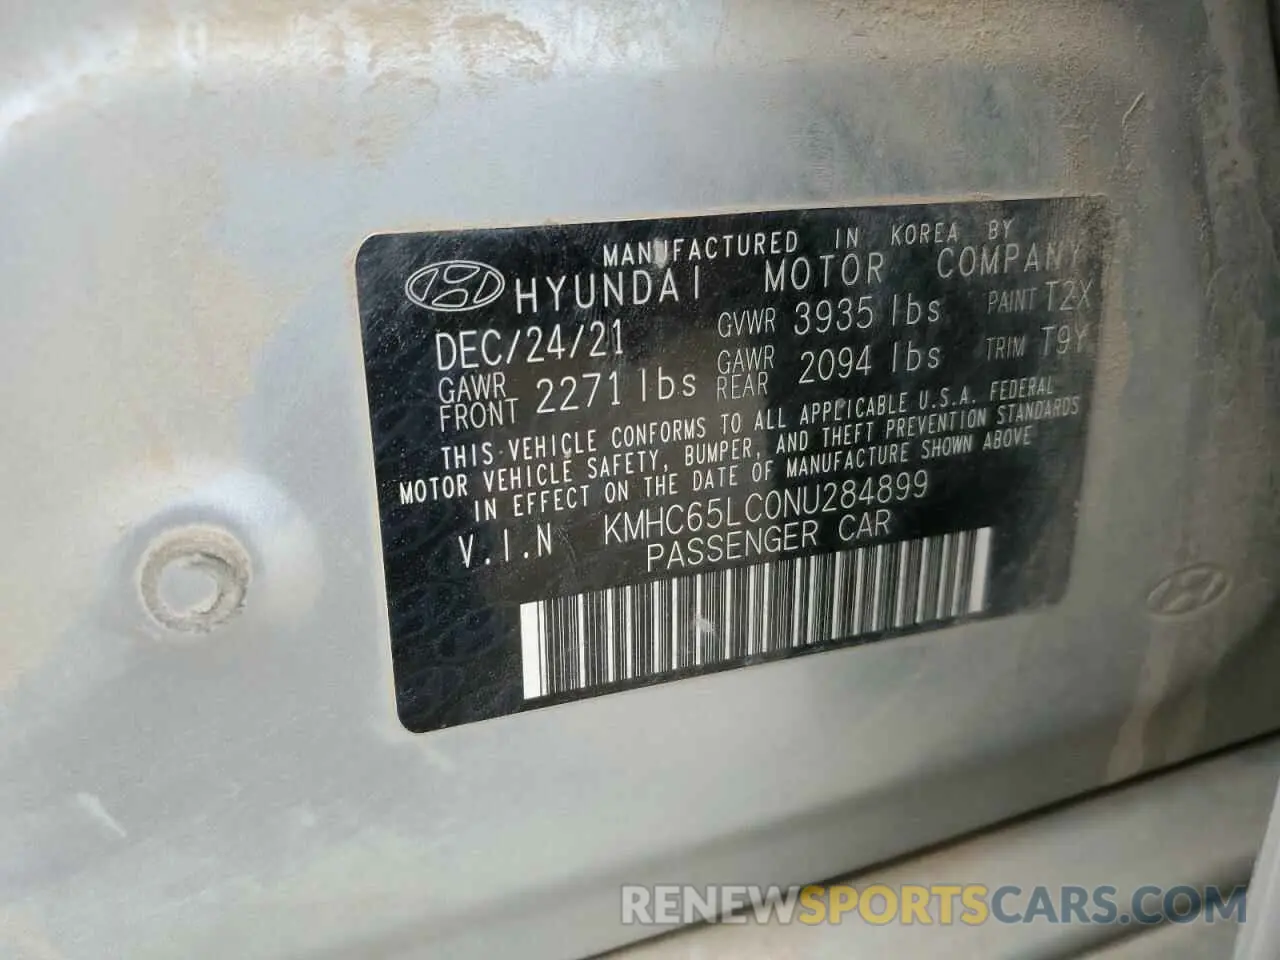 MANUFACTURED IN KOREA BY
HYUNDAI MOTOR COMPANY
DEC/24/21 GVWR 3935 lbs PAINT T2X
GAWR FRONT 2271 lbs GAWR REAR 2094 lbs TRIM T9Y
THIS VEHICLE CONFORMS TO ALL APPLICABLE U.S.A. FEDERAL
MOTOR VEHICLE SAFETY, BUMPER, AND THEFT PREVENTION STANDARDS
IN EFFECT ON THE DATE OF MANUFACTURE SHOWN ABOVE
V.I.N KMHC65LC0NU284899
PASSENGER CAR
RENEWSPORTSCARS.COM